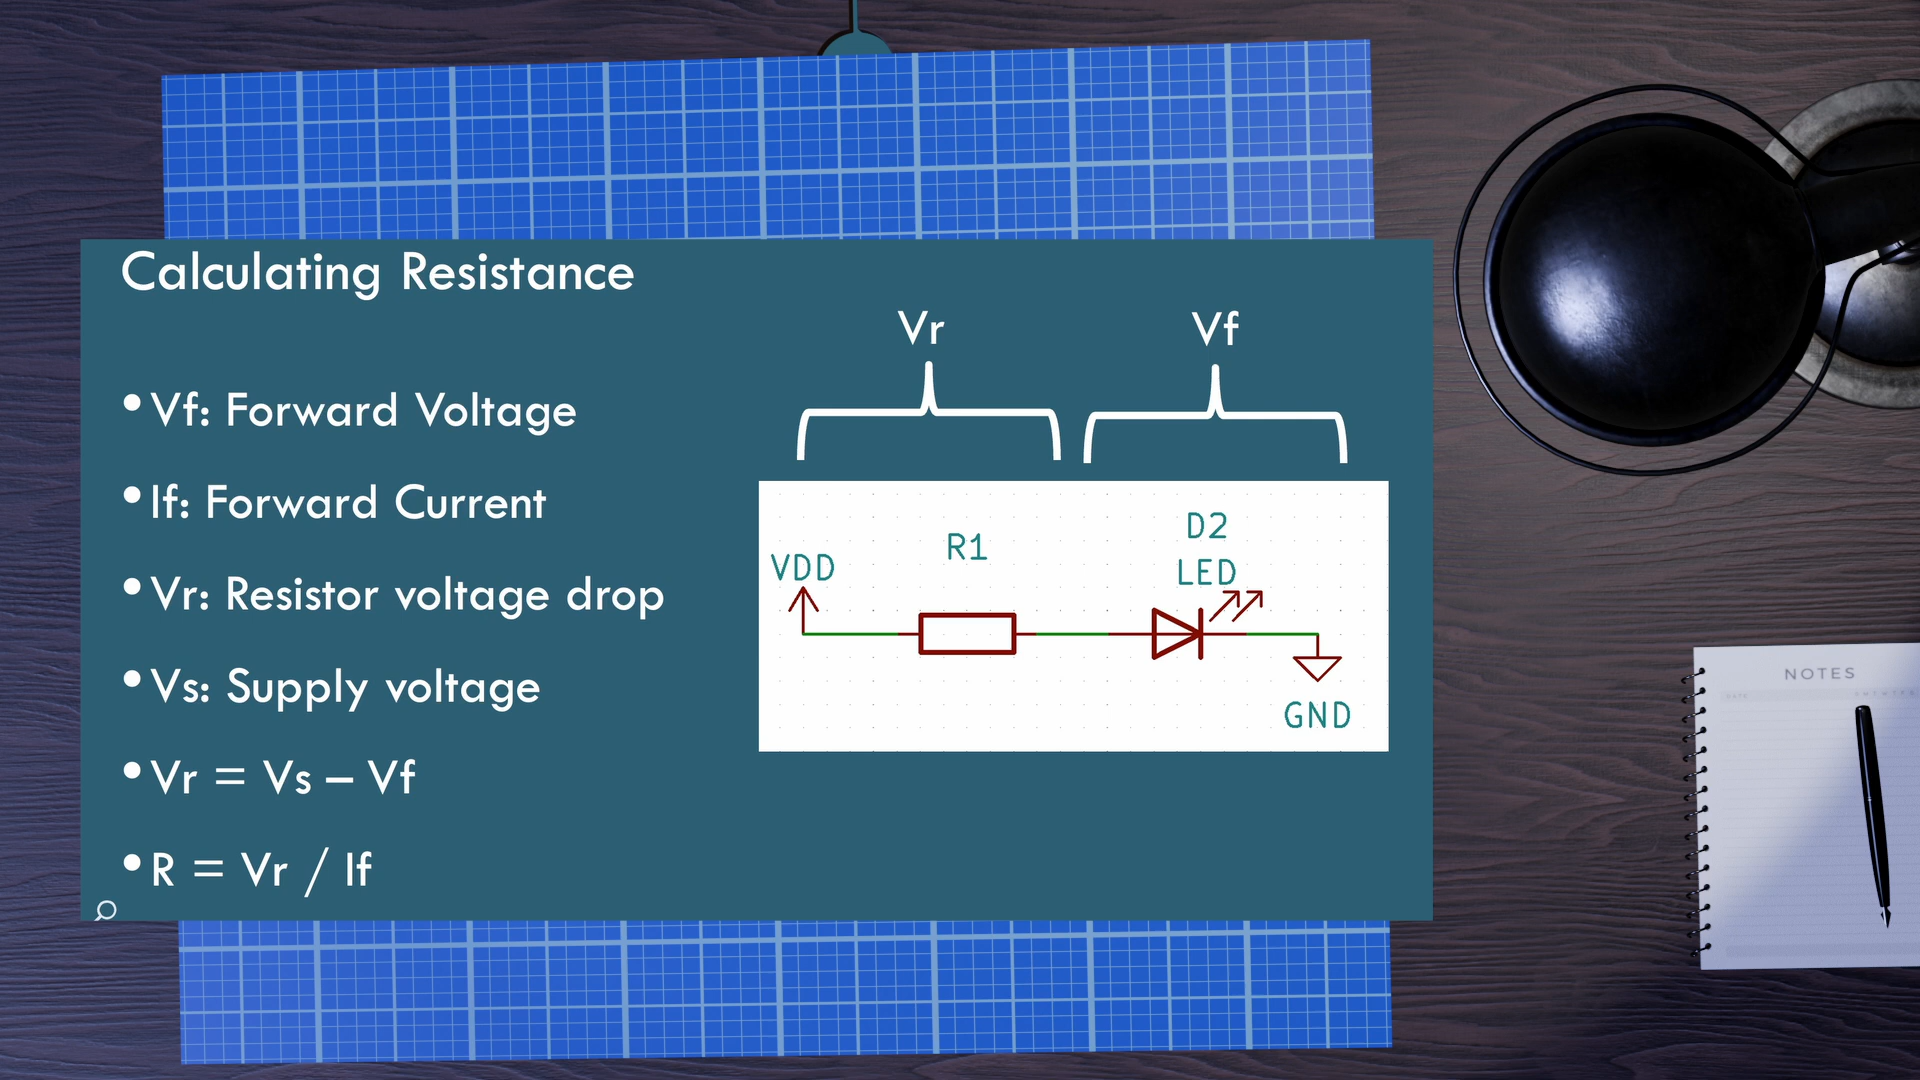 Calculating Resistance
•Vf: Forward Voltage
•If: Forward Current
•Vr: Resistor voltage drop
•Vs: Supply voltage
•Vr = Vs – Vf
•R = Vr / If
Vr
Vf
VDD
R1
D2
LED
GND
NOTES